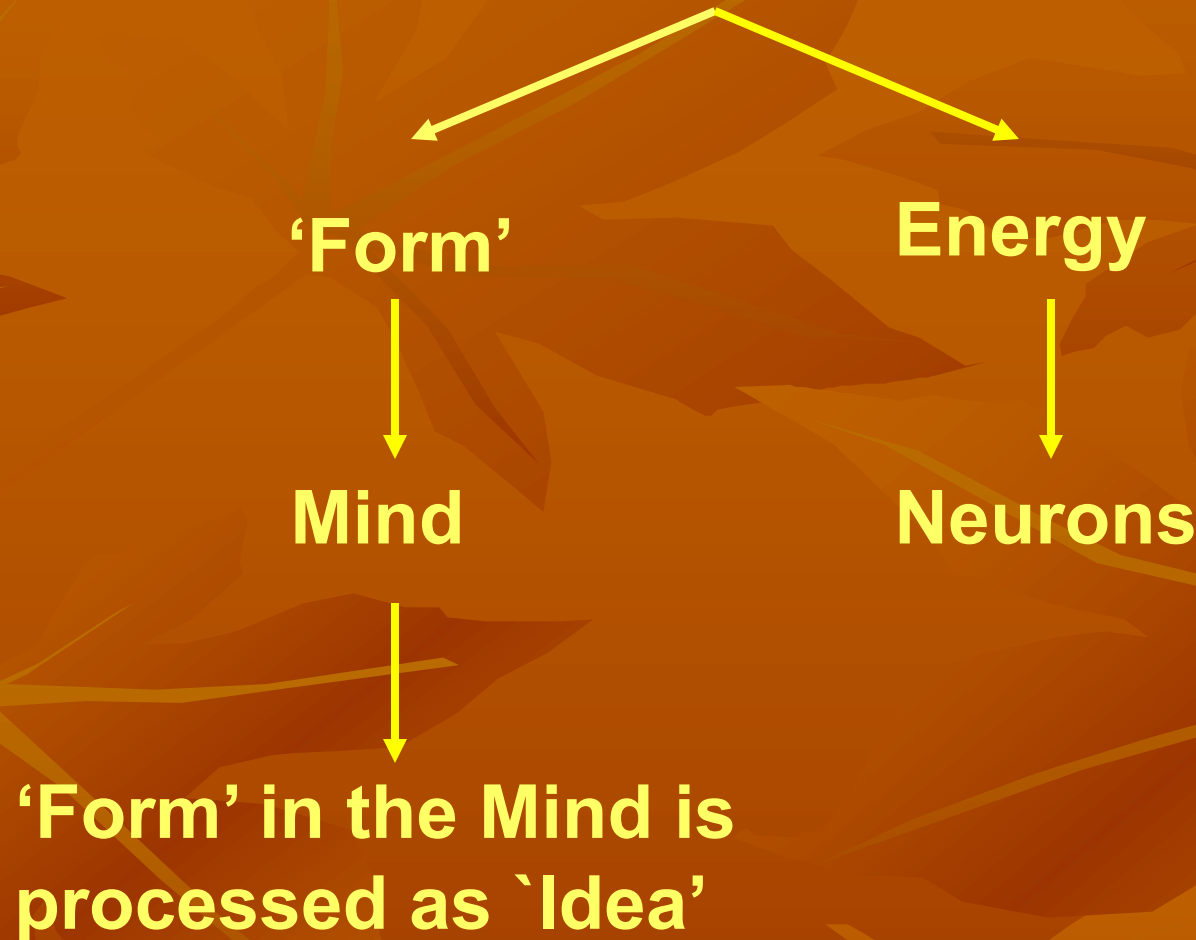 ‘Form’
Energy
Mind
Neurons
‘Form’ in the Mind is
processed as `Idea’